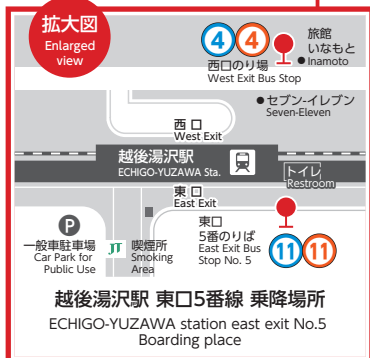 拡大図
Enlarged
view
4 4
旅館
いなもと
Inamoto
西口のり場
West Exit Bus Stop
セブン-イレブン
Seven-Eleven
西 口
West Exit
越後湯沢駅
ECHIGO-YUZAWA Sta.
トイレ
Restroom
東 口
East Exit
P
一般車駐車場
Car Park for
Public Use
JT
喫煙所
Smoking
Area
東口
5番のりば
East Exit Bus
Stop No. 5
11 11
越後湯沢駅 東口5番線 乗降場所
ECHIGO-YUZAWA station east exit No.5
Boarding place